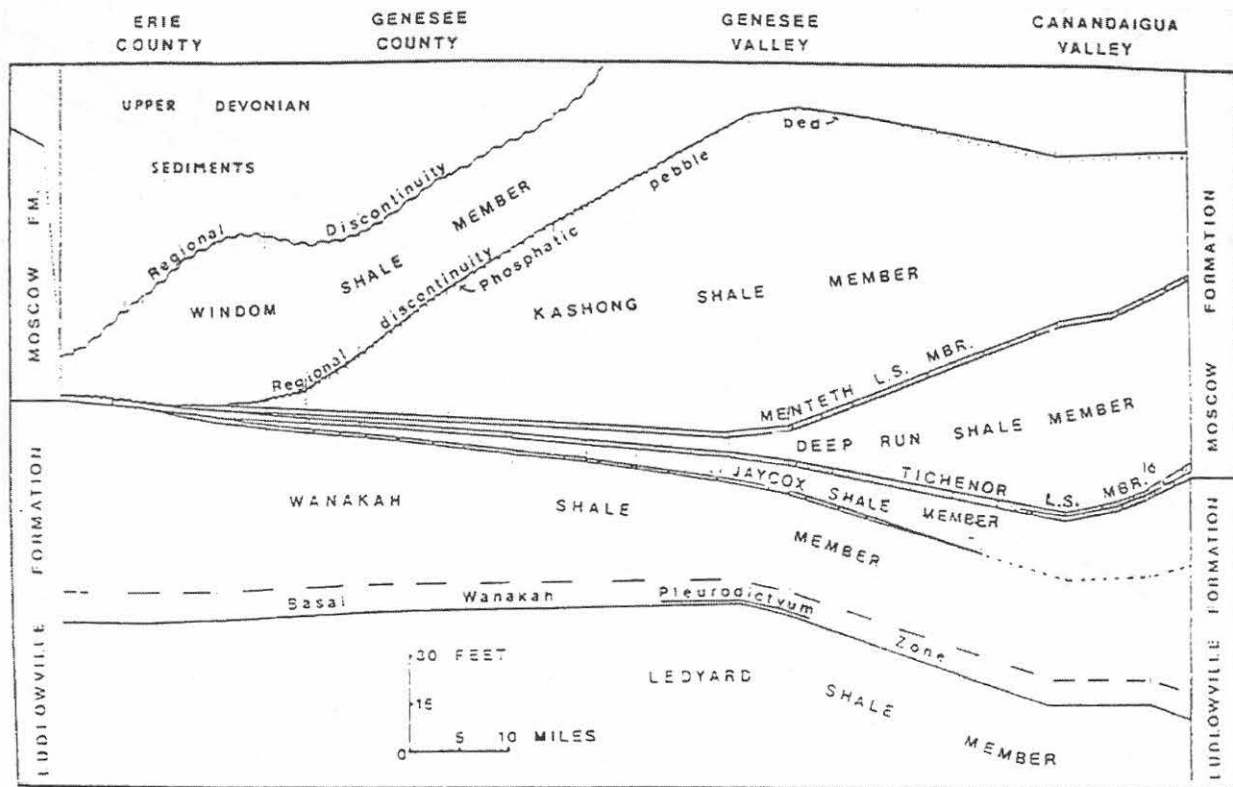 ERIE COUNTY
GENESEE COUNTY
GENESEE VALLEY
CANANDAIGUA VALLEY
UPPER DEVONIAN
SEDIMENTS
Regional Discontinuity
WINDOM SHALE MEMBER
Regional discontinuity
Phosphatic pebble bed
KASHONG SHALE MEMBER
MENTETH L.S. MBR.
DEEP RUN SHALE MEMBER
TICHENOR L.S. MBR.
JAYCOX SHALE MEMBER
WANAKAH SHALE MEMBER
Basal Wanakah Pleurodictyum Zone
LEDYARD SHALE MEMBER
30 FEET
15
0 5 10 MILES
MOSCOW FM.
LUDLOWVILLE FORMATION
MOSCOW FORMATION
LUDLOWVILLE FORMATION